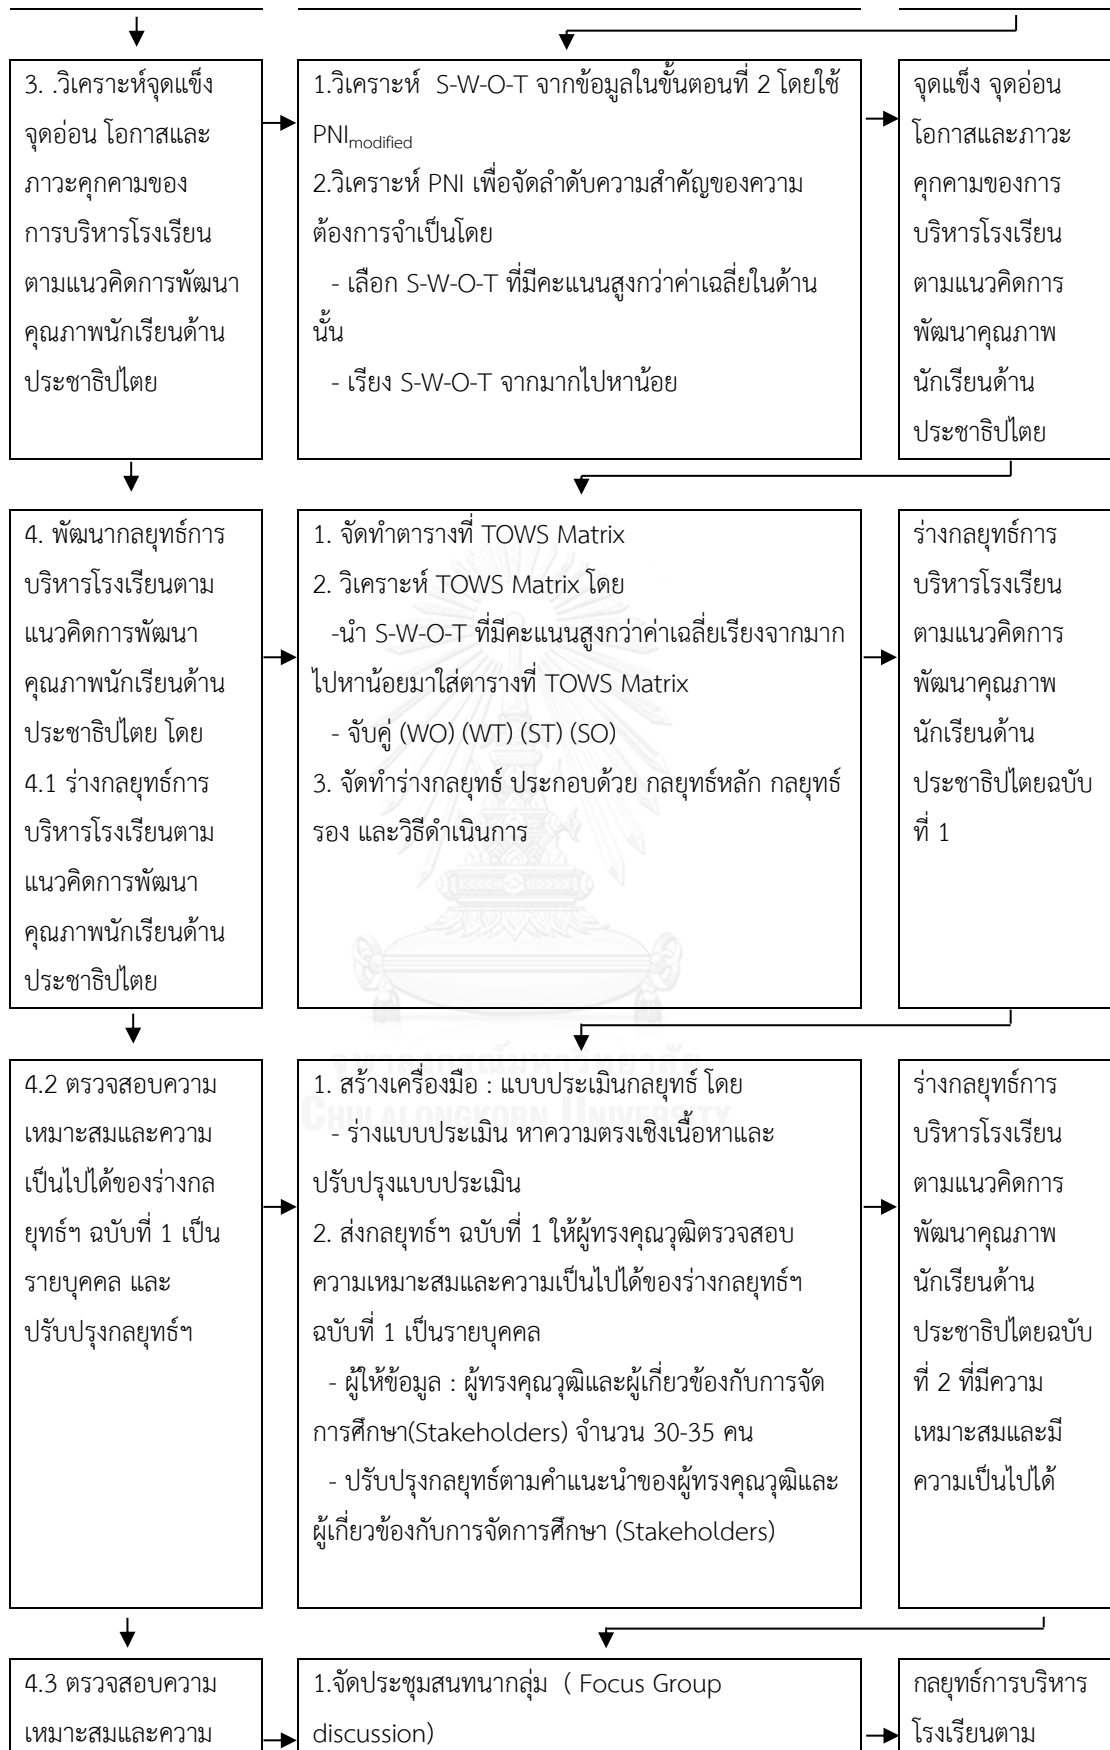 3. .วิเคราะห์จุดแข็ง
จุดอ่อน โอกาสและ
ภาวะคุกคามของ
การบริหารโรงเรียน
ตามแนวคิดการพัฒนา
คุณภาพนักเรียนด้าน
ประชาธิปไตย
1.วิเคราะห์ S-W-O-T จากข้อมูลในขั้นตอนที่ 2 โดยใช้
PNImodified
2.วิเคราะห์ PNI เพื่อจัดลำดับความสำคัญของความ
ต้องการจำเป็นโดย
- เลือก S-W-O-T ที่มีคะแนนสูงกว่าค่าเฉลี่ยในด้าน
นั้น
- เรียง S-W-O-T จากมากไปหาน้อย
จุดแข็ง จุดอ่อน
โอกาสและภาวะ
คุกคามของการ
บริหารโรงเรียน
ตามแนวคิดการ
พัฒนาคุณภาพ
นักเรียนด้าน
ประชาธิปไตย
4. พัฒนากลยุทธ์การ
บริหารโรงเรียนตาม
แนวคิดการพัฒนา
คุณภาพนักเรียนด้าน
ประชาธิปไตย โดย
4.1 ร่างกลยุทธ์การ
บริหารโรงเรียนตาม
แนวคิดการพัฒนา
คุณภาพนักเรียนด้าน
ประชาธิปไตย
1. จัดทำตารางที่ TOWS Matrix
2. วิเคราะห์ TOWS Matrix โดย
-นำ S-W-O-T ที่มีคะแนนสูงกว่าค่าเฉลี่ยเรียงจากมาก
ไปหาน้อยมาใส่ตารางที่ TOWS Matrix
- จับคู่ (WO) (WT) (ST) (SO)
3. จัดทำร่างกลยุทธ์ ประกอบด้วย กลยุทธ์หลัก กลยุทธ์
รอง และวิธีดำเนินการ
ร่างกลยุทธ์การ
บริหารโรงเรียน
ตามแนวคิดการ
พัฒนาคุณภาพ
นักเรียนด้าน
ประชาธิปไตยฉบับ
ที่ 1
จุฬาลงกรณ์มหาวิทยาลัย
CHULALONGKORN UNIVERSITY
4.2 ตรวจสอบความ
เหมาะสมและความ
เป็นไปได้ของร่างกล
ยุทธ์ฯ ฉบับที่ 1 เป็น
รายบุคคล และ
ปรับปรุงกลยุทธ์ฯ
1. สร้างเครื่องมือ : แบบประเมินกลยุทธ์ โดย
- ร่างแบบประเมิน หาความตรงเชิงเนื้อหาและ
ปรับปรุงแบบประเมิน
2. ส่งกลยุทธ์ฯ ฉบับที่ 1 ให้ผู้ทรงคุณวุฒิตรวจสอบ
ความเหมาะสมและความเป็นไปได้ของร่างกลยุทธ์ฯ
ฉบับที่ 1 เป็นรายบุคคล
- ผู้ให้ข้อมูล : ผู้ทรงคุณวุฒิและผู้เกี่ยวข้องกับการจัด
การศึกษา(Stakeholders) จำนวน 30-35 คน
- ปรับปรุงกลยุทธ์ตามคำแนะนำของผู้ทรงคุณวุฒิและ
ผู้เกี่ยวข้องกับการจัดการศึกษา (Stakeholders)
ร่างกลยุทธ์การ
บริหารโรงเรียน
ตามแนวคิดการ
พัฒนาคุณภาพ
นักเรียนด้าน
ประชาธิปไตยฉบับ
ที่ 2 ที่มีความ
เหมาะสมและมี
ความเป็นไปได้
4.3 ตรวจสอบความ
เหมาะสมและความ
1.จัดประชุมสนทนากลุ่ม ( Focus Group
discussion)
กลยุทธ์การบริหาร
โรงเรียนตาม